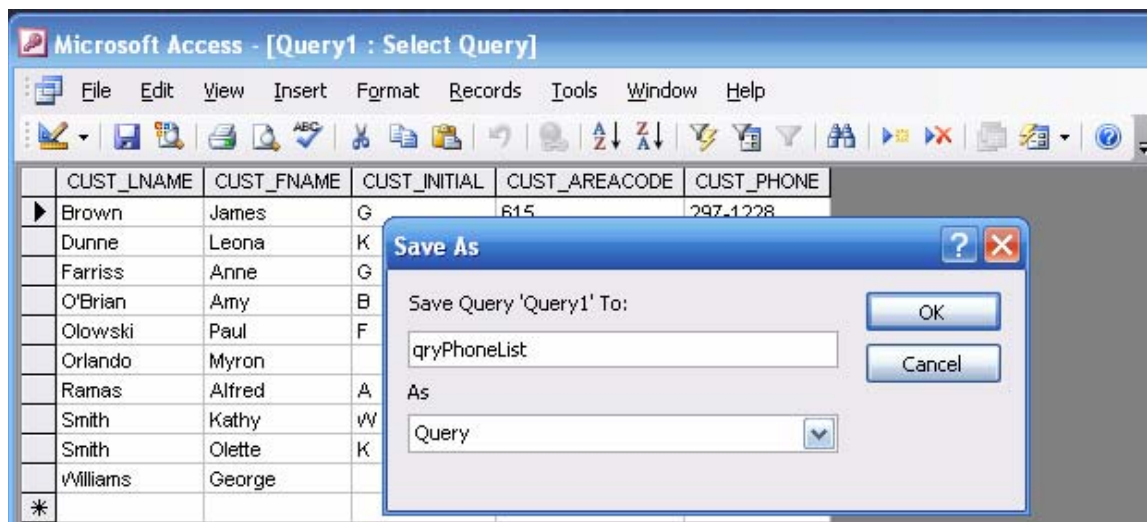 Microsoft Access - [Query1 : Select Query]
File Edit View Insert Format Records Tools Window Help
ABC A Z Z A
CUST_LNAME CUST_FNAME CUST_INITIAL CUST_AREACODE CUST_PHONE
Brown James G 615 297-1228
Dunne Leona K
Farriss Anne G
O'Brian Amy B
Olowski Paul F
Orlando Myron
Ramas Alfred A
Smith Kathy W
Smith Olette K
Williams George
Save As
Save Query 'Query1' To:
qryPhoneList
As
Query
OK
Cancel